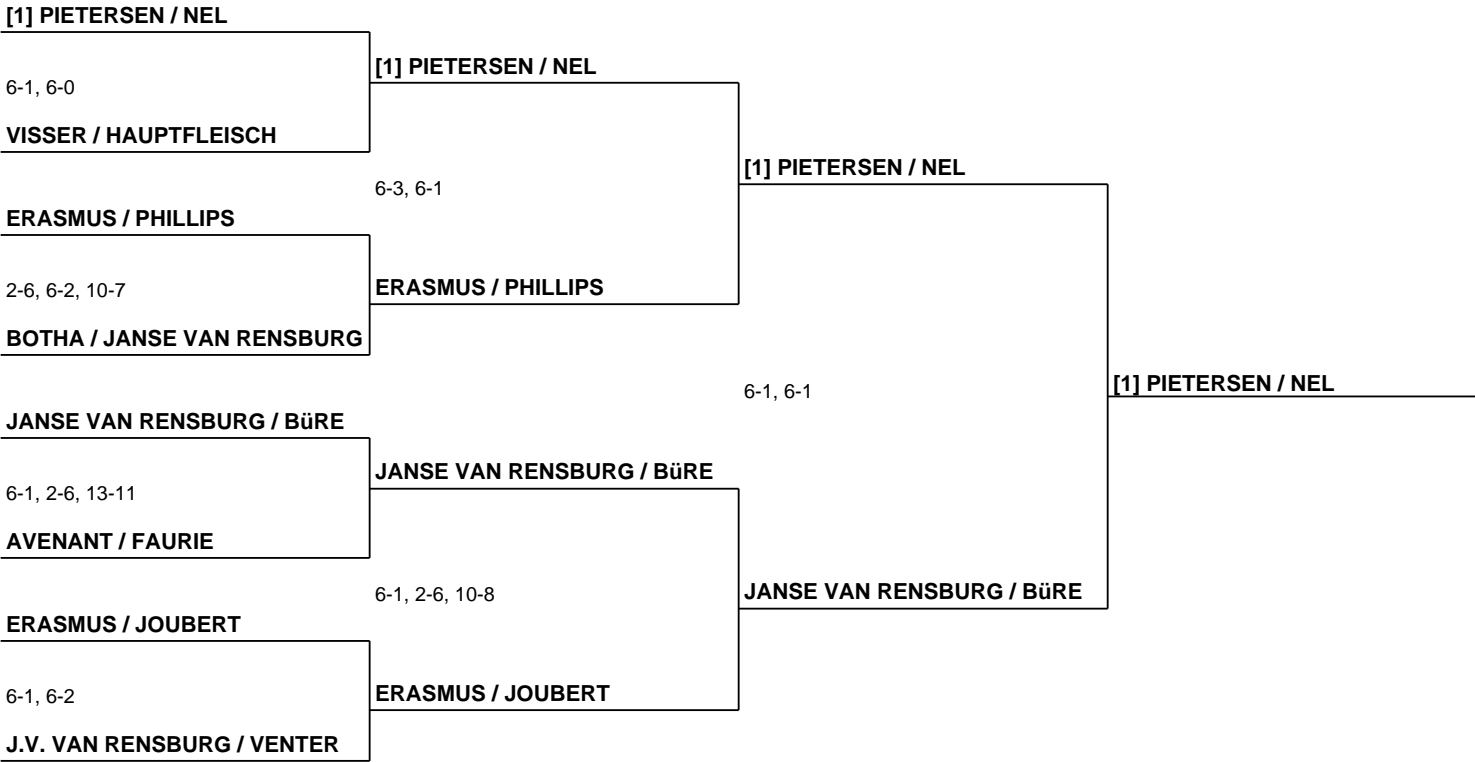 [1] PIETERSEN / NEL
6-1, 6-0
VISSER / HAUPTFLEISCH
ERASMUS / PHILLIPS
2-6, 6-2, 10-7
BOTHA / JANSE VAN RENSBURG
JANSE VAN RENSBURG / BüRE
6-1, 2-6, 13-11
AVENANT / FAURIE
ERASMUS / JOUBERT
6-1, 6-2
J.V. VAN RENSBURG / VENTER
[1] PIETERSEN / NEL
6-3, 6-1
ERASMUS / PHILLIPS
JANSE VAN RENSBURG / BüRE
6-1, 2-6, 10-8
ERASMUS / JOUBERT
[1] PIETERSEN / NEL
6-1, 6-1
JANSE VAN RENSBURG / BüRE
[1] PIETERSEN / NEL